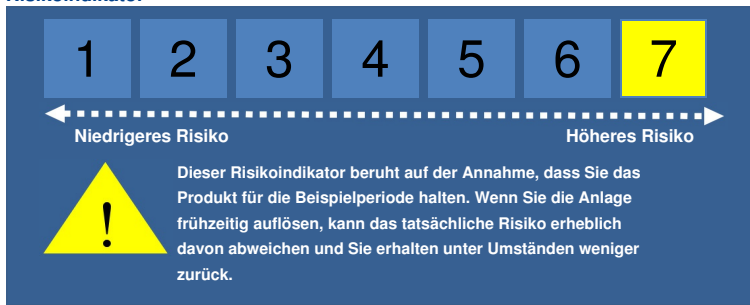 Risikoindikator
1 2 3 4 5 6 7
Niedrigeres Risiko Höheres Risiko
Dieser Risikoindikator beruht auf der Annahme, dass Sie das
! Produkt für die Beispielperiode halten. Wenn Sie die Anlage
frühzeitig auflösen, kann das tatsächliche Risiko erheblich
davon abweichen und Sie erhalten unter Umständen weniger
zurück.